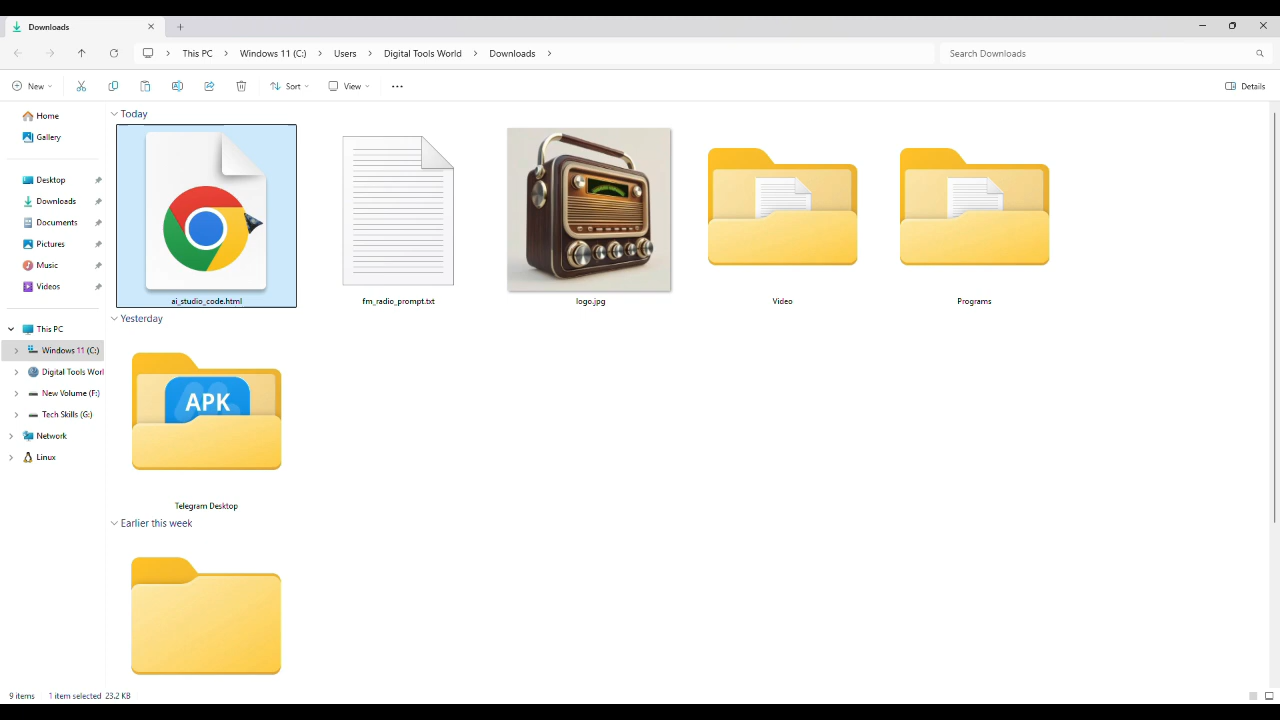 Downloads
This PC
Windows 11 (C:)
Users
Digital Tools World
Downloads
Search Downloads
New
Sort
View
Details
Home
Gallery
Desktop
Downloads
Documents
Pictures
Music
Videos
This PC
Windows 11 (C:)
Digital Tools Worl
New Volume (F:)
Tech Skills (G:)
Network
Linux
Today
ai_studio_code.html
fm_radio_prompt.txt
logo.jpg
Video
Programs
Yesterday
APK
Telegram Desktop
Earlier this week
9 items 1 item selected 23.2 KB